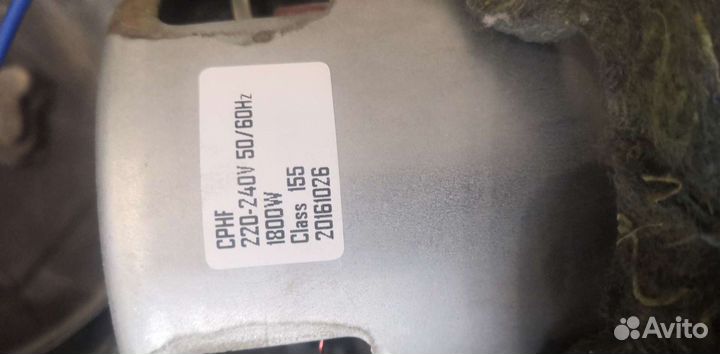 CPHF
220-240V 50/60Hz
1800W
Class 155
20161026
Avito